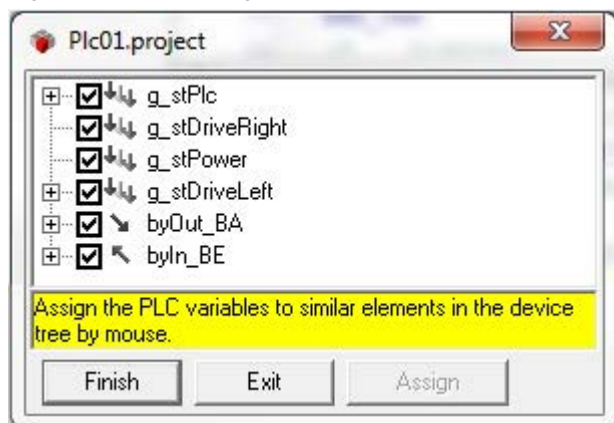 Plc01.project
g_stPlc
g_stDriveRight
g_stPower
g_stDriveLeft
byOut_BA
byIn_BE
Assign the PLC variables to similar elements in the device
tree by mouse.
Finish Exit Assign